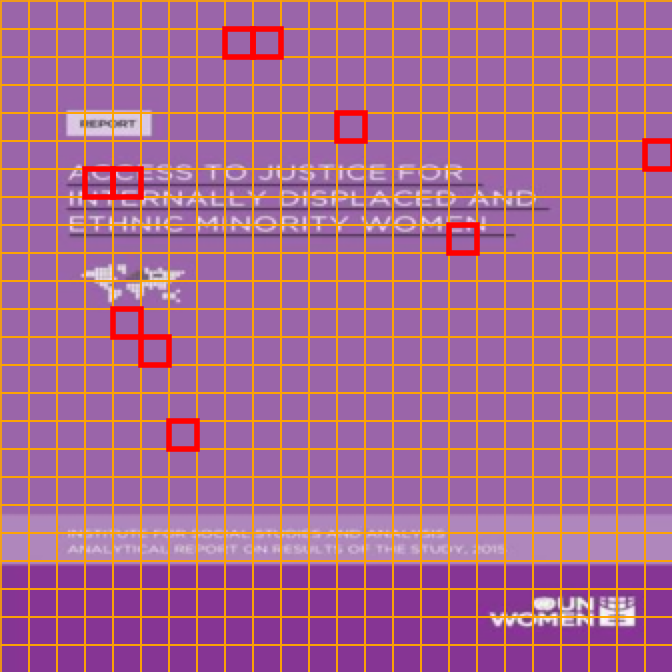 REPORT
ACCESS TO JUSTICE FOR
INTERNALLY DISPLACED AND
ETHNIC MINORITY WOMEN
INSTITUTE FOR SOCIAL STUDIES AND ANALYSIS
ANALYTICAL REPORT ON RESULTS OF THE STUDY, 2015
UN
WOMEN